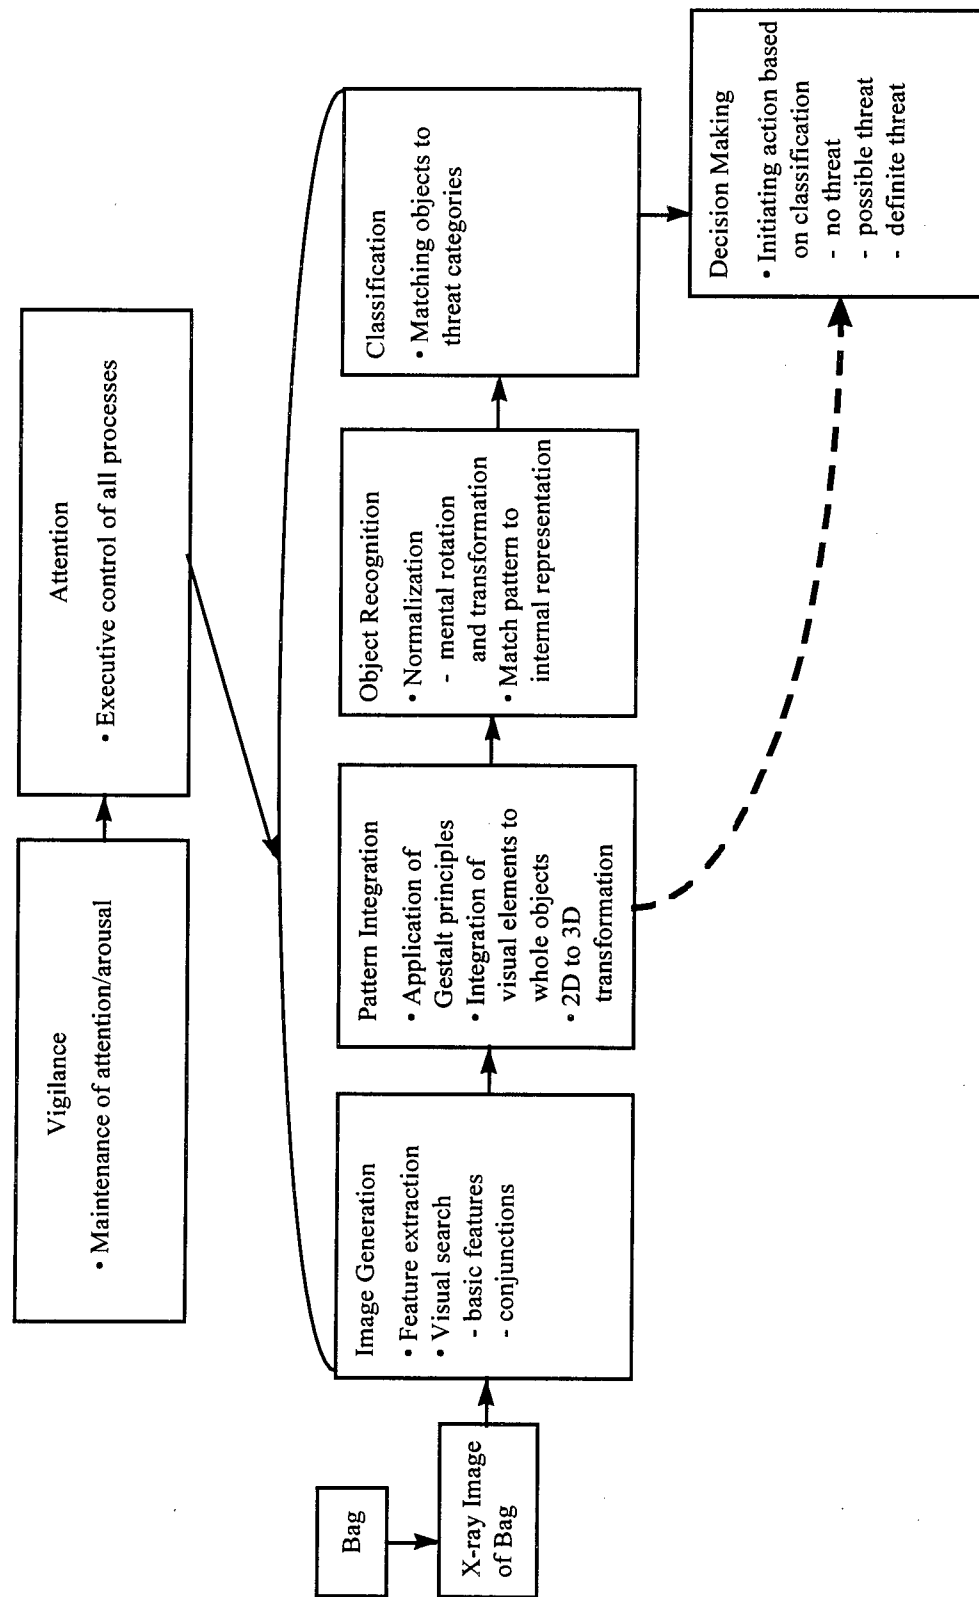 Vigilance
• Maintenance of attention/arousal
Attention
• Executive control of all processes
Bag
X-ray Image
of Bag
Image Generation
• Feature extraction
• Visual search
- basic features
- conjunctions
Pattern Integration
• Application of
Gestalt principles
• Integration of
visual elements to
whole objects
• 2D to 3D
transformation
Object Recognition
• Normalization
- mental rotation
and transformation
• Match pattern to
internal representation
Classification
• Matching objects to
threat categories
Decision Making
• Initiating action based
on classification
- no threat
- possible threat
- definite threat